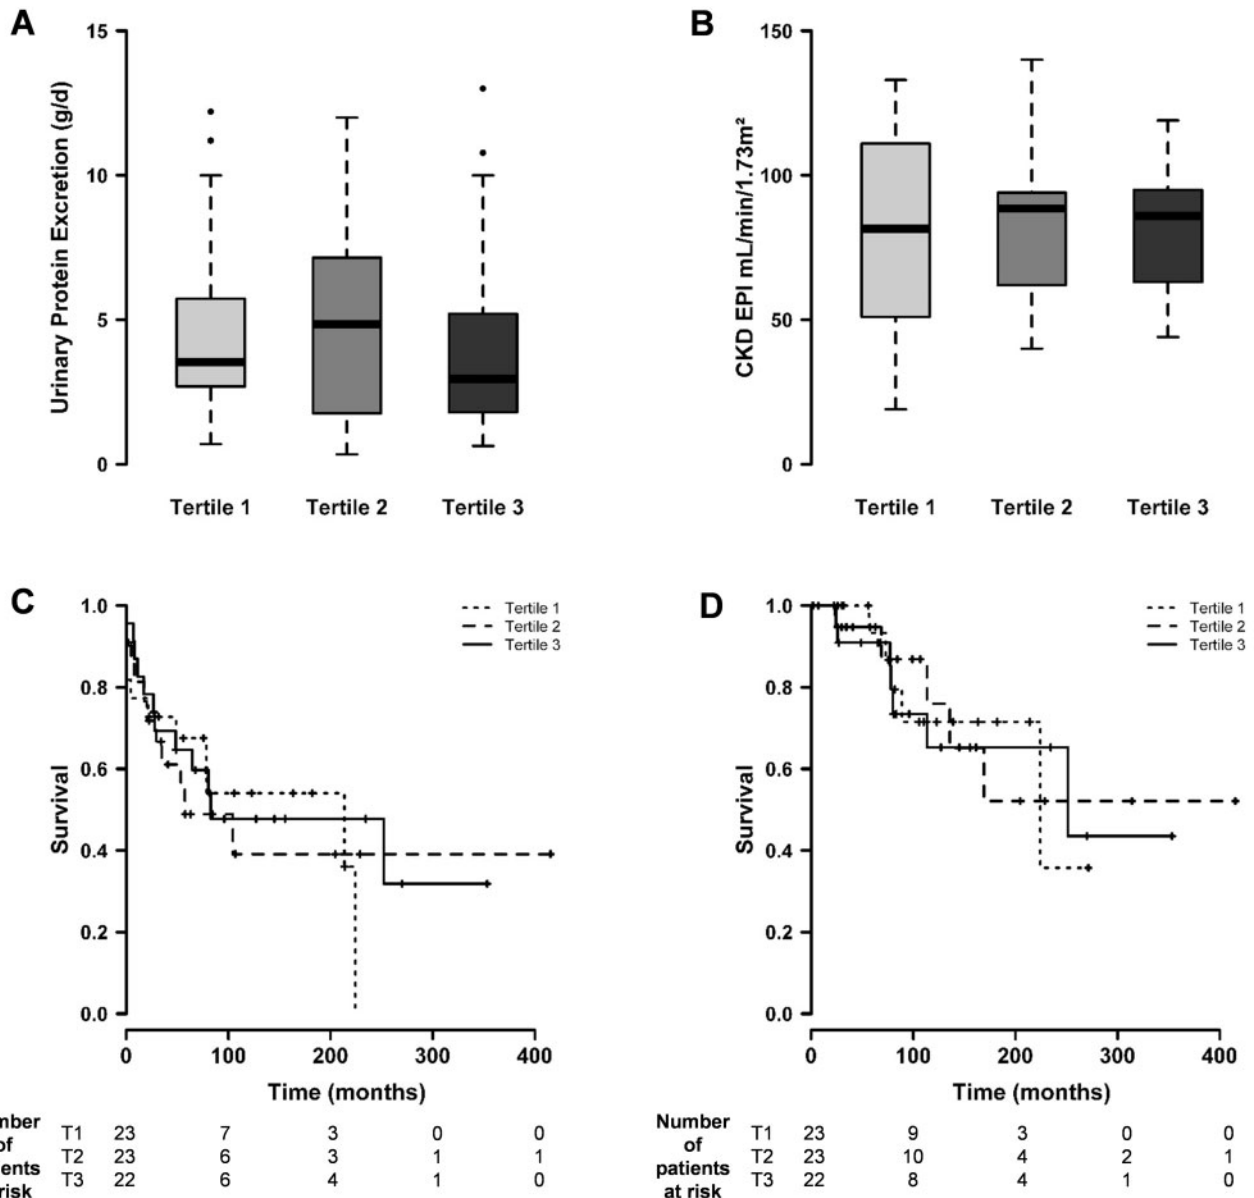 A
15
10
5
0
Urinary Protein Excretion (g/d)
Tertile 1 Tertile 2 Tertile 3
B
150
100
50
0
CKD EPI mL/min/1.73m²
Tertile 1 Tertile 2 Tertile 3
C
1.0
0.8
0.6
0.4
0.2
0.0
Survival
Tertile 1
Tertile 2
Tertile 3
0 100 200 300 400
Time (months)
mber
of
ents
risk
T1 23 7 3 0 0
T2 23 6 3 1 1
T3 22 6 4 1 0
D
1.0
0.8
0.6
0.4
0.2
0.0
Survival
Tertile 1
Tertile 2
Tertile 3
0 100 200 300 400
Time (months)
Number
of
patients
at risk
T1 23 9 3 0 0
T2 23 10 4 2 1
T3 22 8 4 1 0